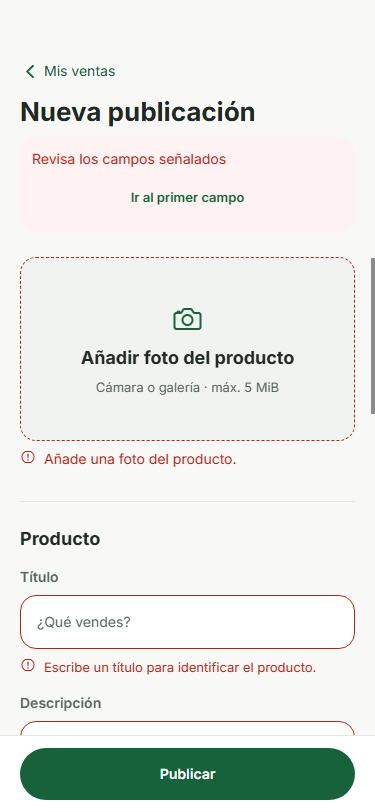 Mis ventas
Nueva publicación
Revisa los campos señalados
Ir al primer campo
Añadir foto del producto
Cámara o galería · máx. 5 MiB
Añade una foto del producto.
Producto
Título
¿Qué vendes?
Escribe un título para identificar el producto.
Descripción
Publicar